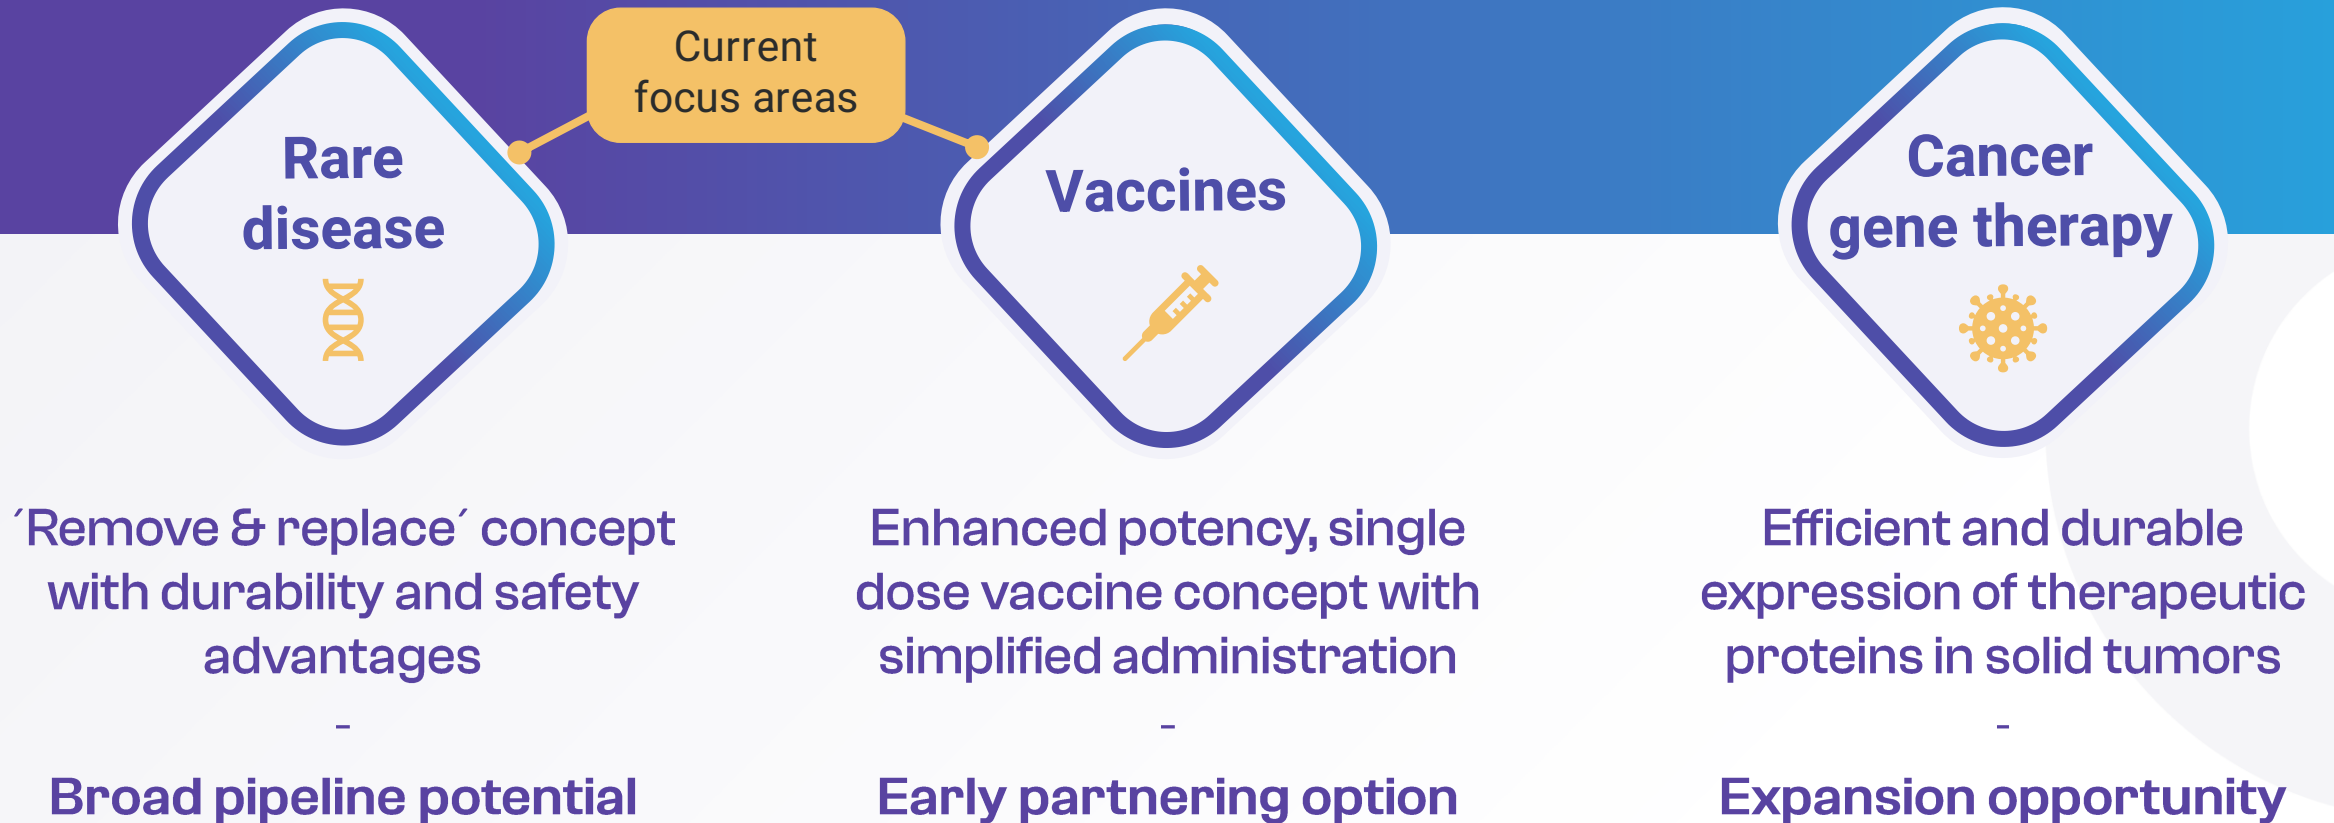 Current
focus areas
Rare
disease
Vaccines
Cancer
gene therapy
´Remove & replace´ concept
with durability and safety
advantages
-
Broad pipeline potential
Enhanced potency, single
dose vaccine concept with
simplified administration
-
Early partnering option
Efficient and durable
expression of therapeutic
proteins in solid tumors
-
Expansion opportunity